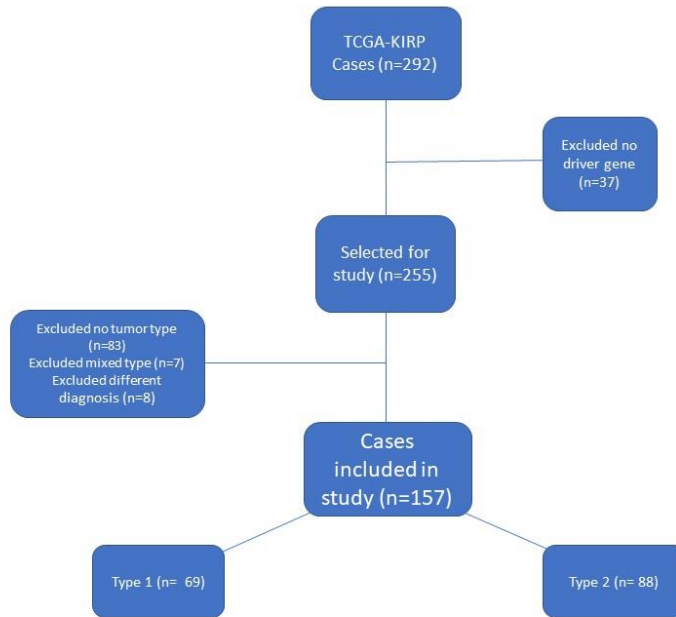 TCGA-KIRP
Cases (n=292)
Excluded no
driver gene
(n=37)
Selected for
study (n=255)
Excluded no tumor type
(n=83)
Excluded mixed type (n=7)
Excluded different
diagnosis (n=8)
Cases
included in
study (n=157)
Type 1 (n=  69)
Type 2 (n= 88)